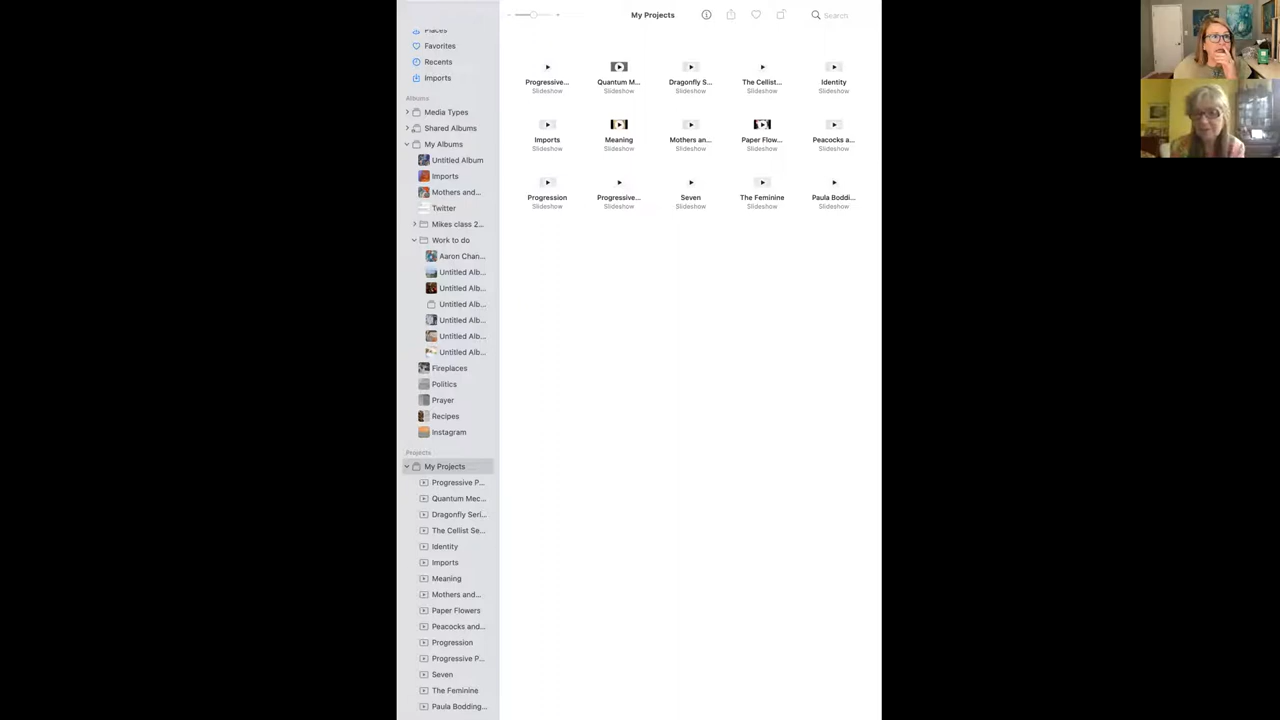 Places
Favorites
Recents
Imports
Albums
Media Types
Shared Albums
My Albums
Untitled Album
Imports
Mothers and...
Twitter
Mikes class 2...
Work to do
Aaron Chan...
Untitled Alb...
Untitled Alb...
Untitled Alb...
Untitled Alb...
Untitled Alb...
Untitled Alb...
Fireplaces
Politics
Prayer
Recipes
Instagram
Projects
My Projects
Progressive P...
Quantum Mec...
Dragonfly Seri...
The Cellist Se...
Identity
Imports
Meaning
Mothers and...
Paper Flowers
Peacocks and...
Progression
Progressive P...
Seven
The Feminine
Paula Bodding...
My Projects
Search
Progressive... Quantum M... Dragonfly S... The Cellist... Identity
Slideshow Slideshow Slideshow Slideshow Slideshow
Imports Meaning Mothers an... Paper Flow... Peacocks a...
Slideshow Slideshow Slideshow Slideshow Slideshow
Progression Progressive... Seven The Feminine Paula Boddi...
Slideshow Slideshow Slideshow Slideshow Slideshow